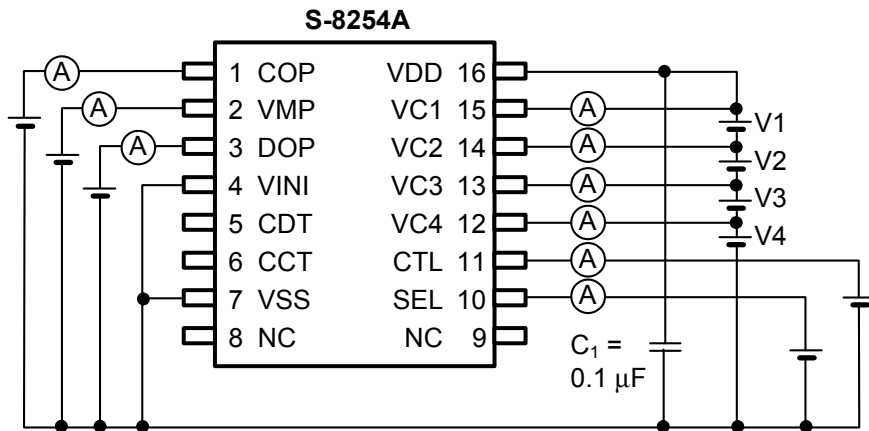 S-8254A
A 1 COP VDD 16
A 2 VMP VC1 15 A V1
A 3 DOP VC2 14 A V2
4 VINI VC3 13 A V3
5 CDT VC4 12 A V4
6 CCT CTL 11 A
7 VSS SEL 10 A
8 NC NC 9
C₁ =
0.1 μF